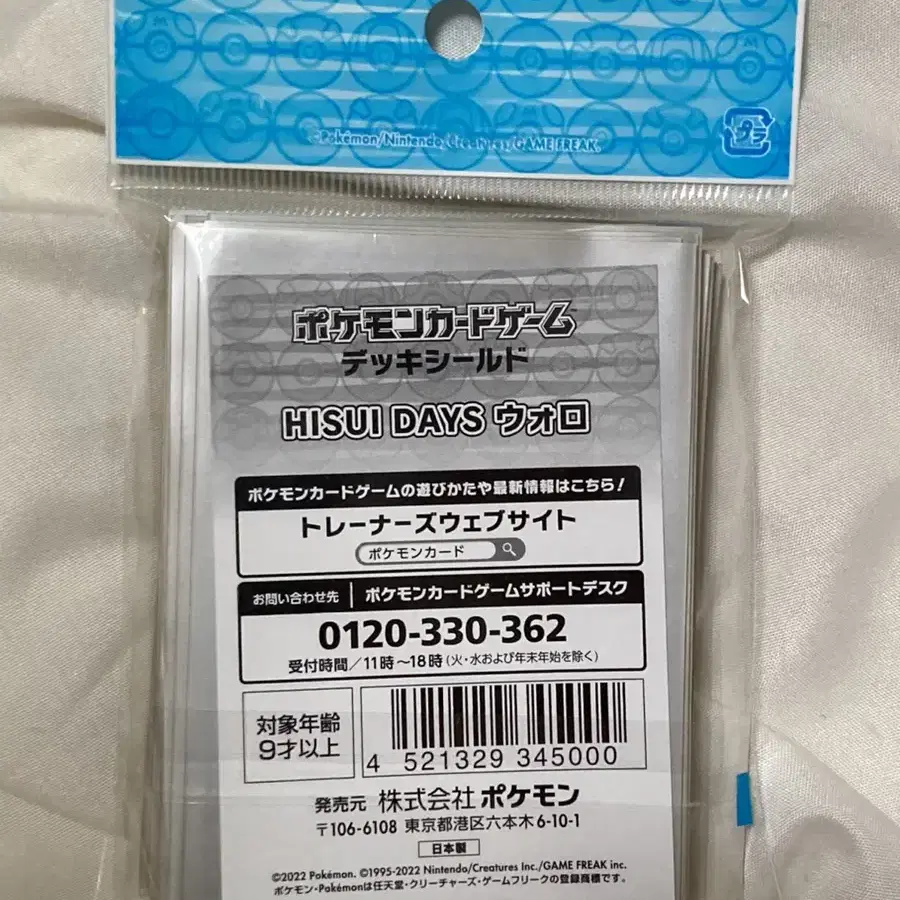 ©Pokémon/Nintendo/Creatures/GAME FREAK.
プラ
ポケモンカードゲーム
デッキシールド
HISUI DAYS ウォロ
ポケモンカードゲームの遊びかたや最新情報はこちら!
トレーナーズウェブサイト
ポケモンカード
お問い合わせ先 ポケモンカードゲームサポートデスク
0120-330-362
受付時間/11時~18時(火・水および年末年始を除く)
対象年齢
9才以上
4 521329 345000
発売元 株式会社 ポケモン
〒106-6108 東京都港区六本木6-10-1
日本製
©2022 Pokémon. ©1995-2022 Nintendo/Creatures Inc./GAME FREAK inc.
ポケモン・Pokémonは任天堂・クリーチャーズ・ゲームフリークの登録商標です。